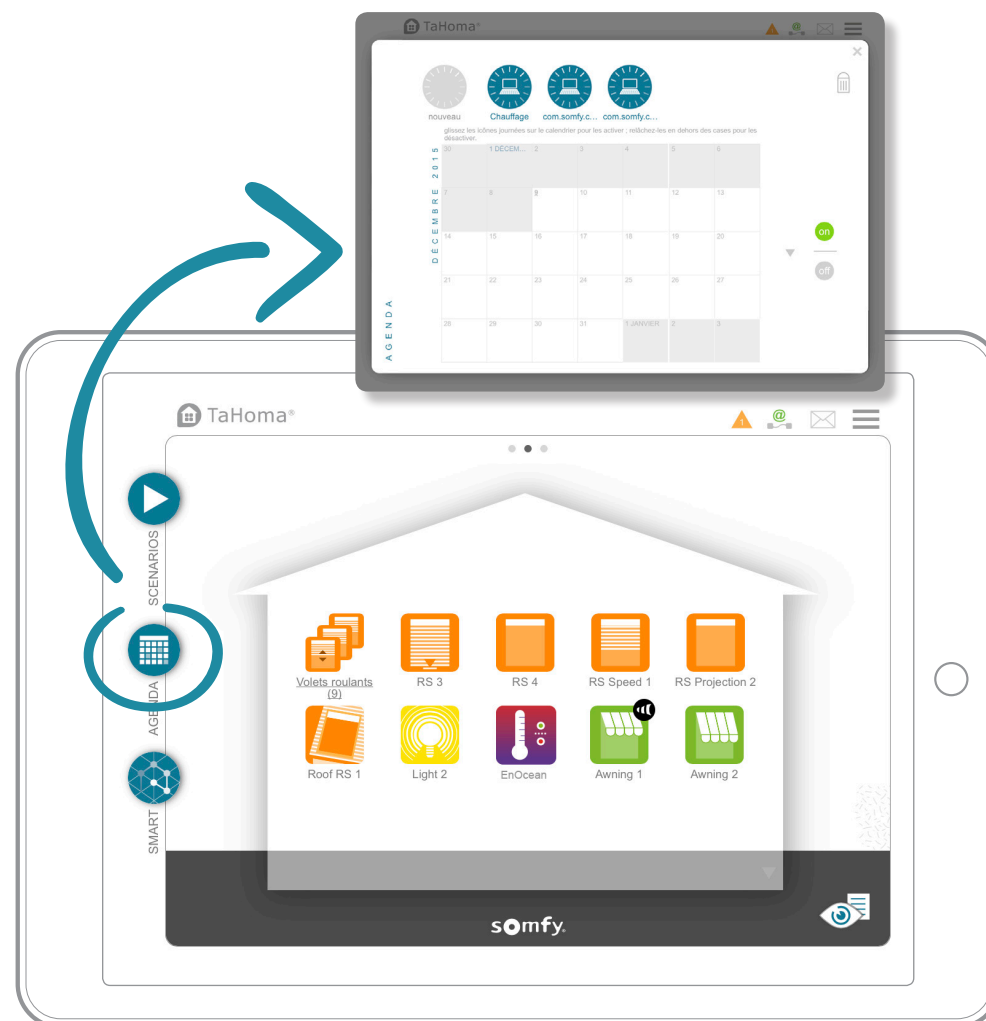 TaHoma®
nouveau
Chauffage
com.somfy.c...
com.somfy.c...
glissez les icônes journées sur le calendrier pour les activer ; relâchez-les en dehors des cases pour les
désactiver.
DÉCEMBRE 2015
30 1 DÉCEM... 2 3 4 5 6
7 8 9 10 11 12 13
14 15 16 17 18 19 20
21 22 23 24 25 26 27
28 29 30 31 1 JANVIER 2 3
on
off
AGENDA
TaHoma®
1
@
SCENARIOS
AGENDA
SMART
Volets roulants
(9)
RS 3
RS 4
RS Speed 1
RS Projection 2
Roof RS 1
Light 2
EnOcean
Awning 1
Awning 2
somfy.